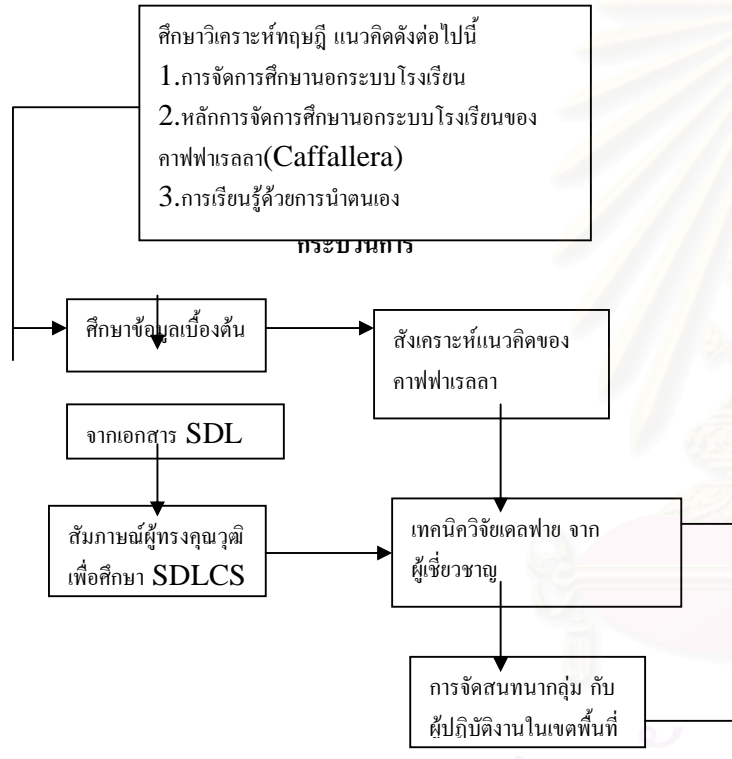 ศึกษาวิเคราะห์ทฤษฎี แนวคิดดังต่อไปนี้
1.การจัดการศึกษานอกระบบโรงเรียน
2.หลักการจัดการศึกษานอกระบบโรงเรียนของ
คาฟฟาเรลลา(Caffallera)
3.การเรียนรู้ด้วยการนำตนเอง
กระบวนการ
ศึกษาข้อมูลเบื้องต้น
สังเคราะห์แนวคิดของ
คาฟฟาเรลลา
จากเอกสาร SDL
สัมภาษณ์ผู้ทรงคุณวุฒิ
เพื่อศึกษา SDLCS
เทคนิควิจัยเดลฟาย จาก
ผู้เชี่ยวชาญ
การจัดสนทนากลุ่ม กับ
ผู้ปฏิบัติงานในเขตพื้นที่